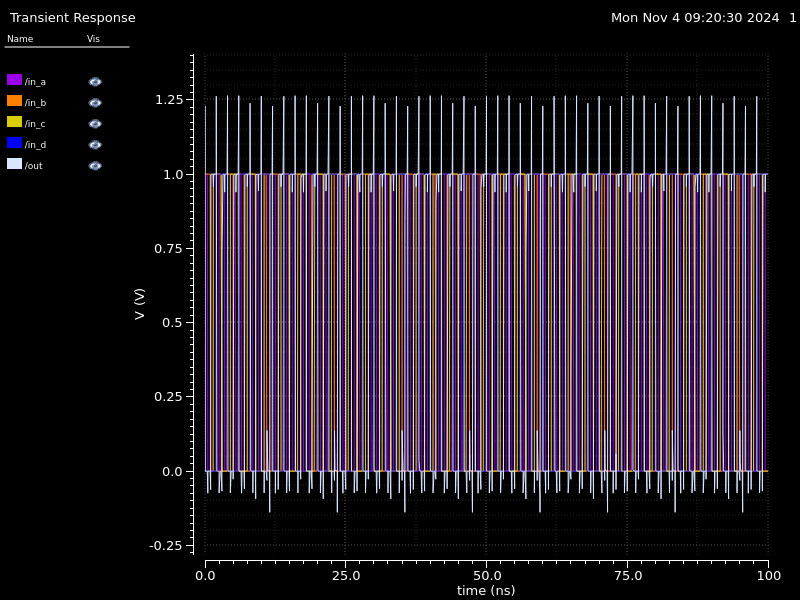 Transient Response
Mon Nov 4 09:20:30 2024 1
Name Vis
/in_a
/in_b
/in_c
/in_d
/out
V (V)
1.25
1.0
0.75
0.5
0.25
0.0
-0.25
0.0 25.0 50.0 75.0 100
time (ns)